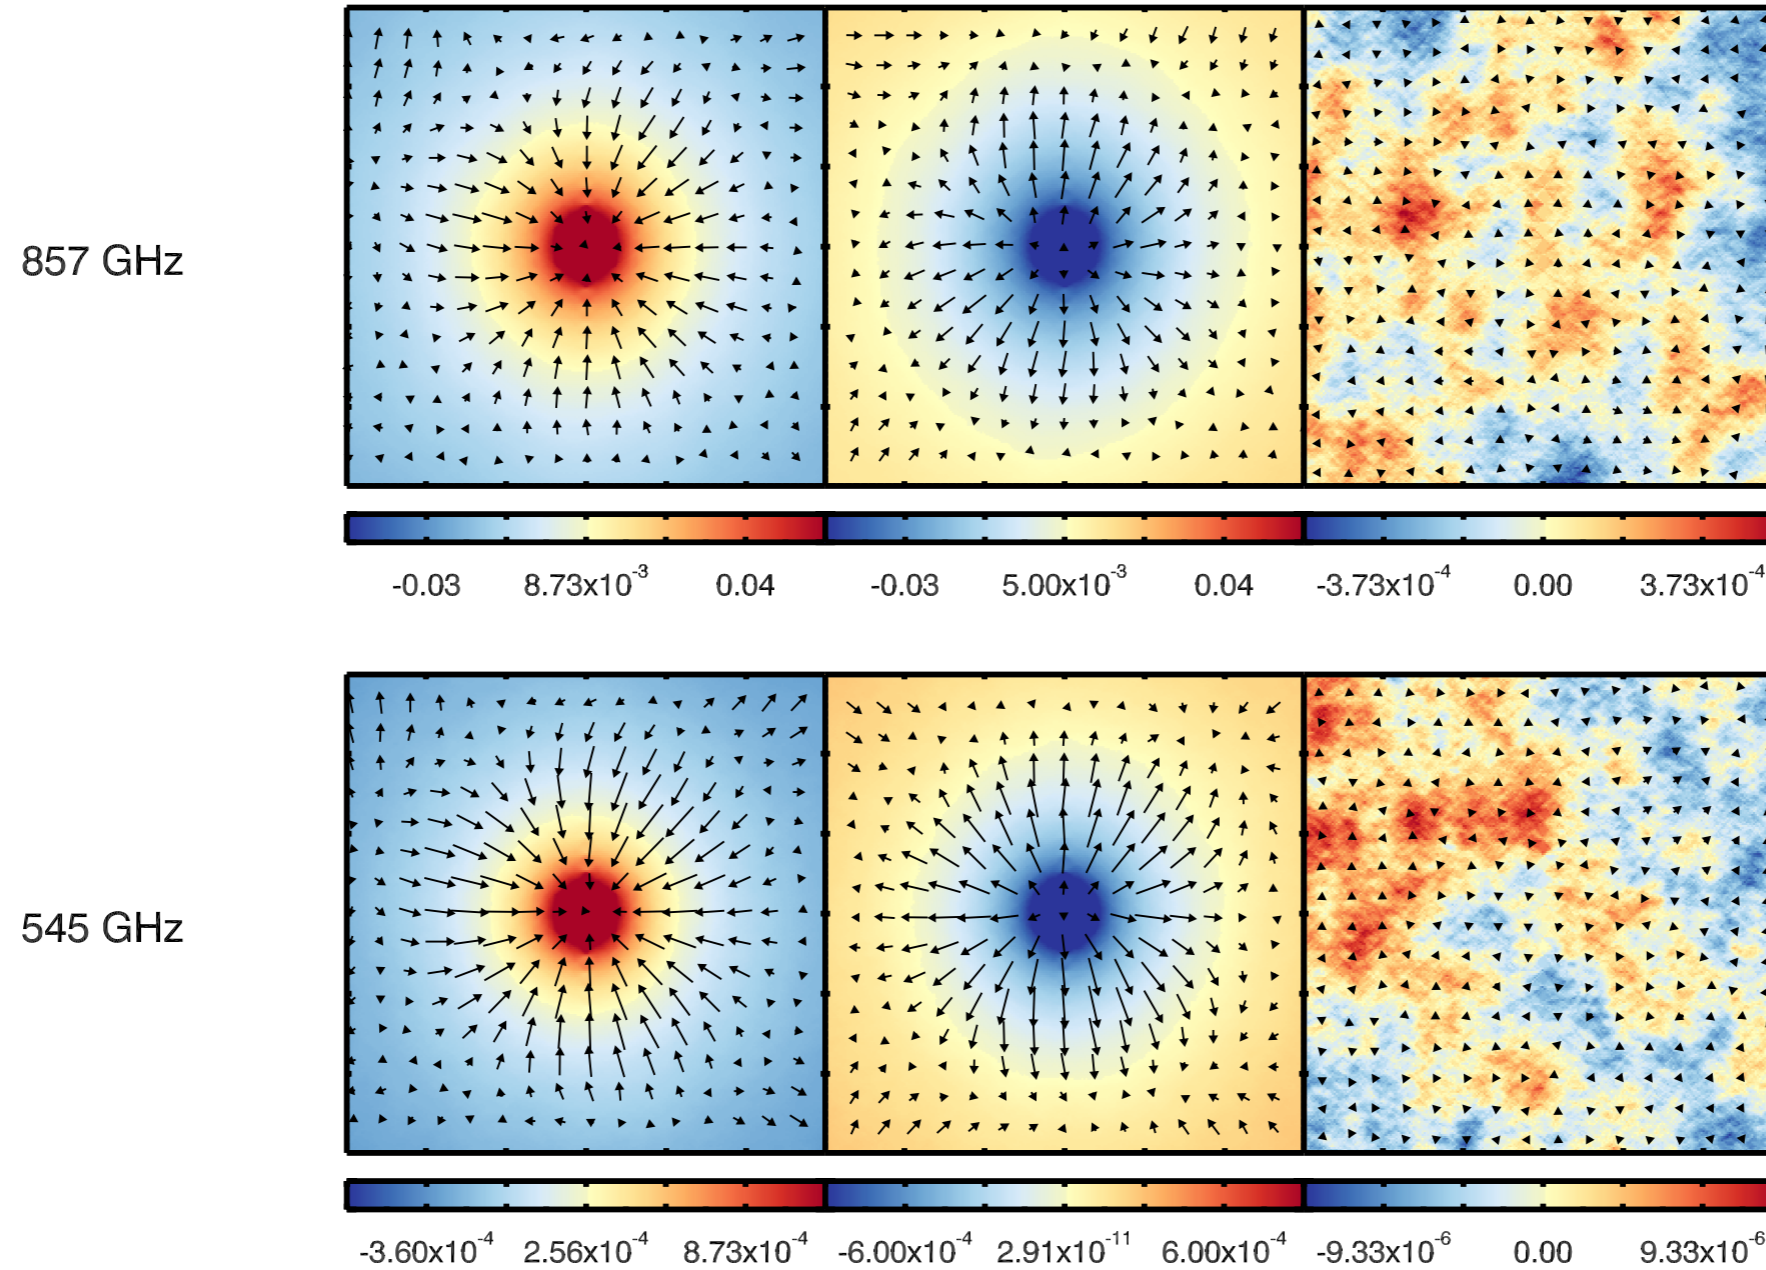 857 GHz
-0.03 8.73x10⁻³ 0.04 -0.03 5.00x10⁻³ 0.04 -3.73x10⁻⁴ 0.00 3.73x10⁻⁴
545 GHz
-3.60x10⁻⁴ 2.56x10⁻⁴ 8.73x10⁻⁴ -6.00x10⁻⁴ 2.91x10⁻¹¹ 6.00x10⁻⁴ -9.33x10⁻⁶ 0.00 9.33x10⁻⁶